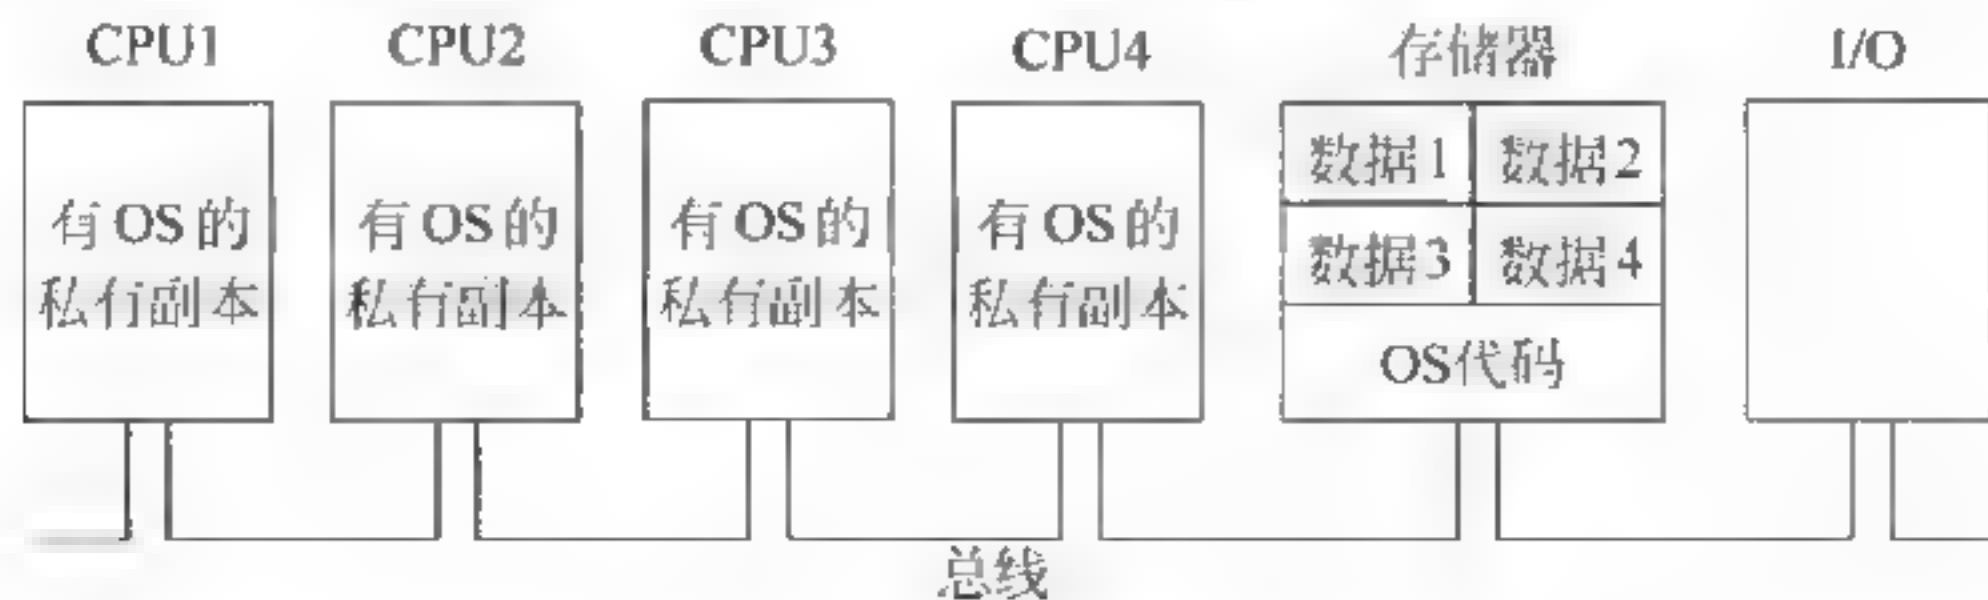 CPU1
CPU2
CPU3
CPU4
存储器
I/O
有OS的
私有副本
有OS的
私有副本
有OS的
私有副本
有OS的
私有副本
数据1
数据2
数据3
数据4
OS代码
总线